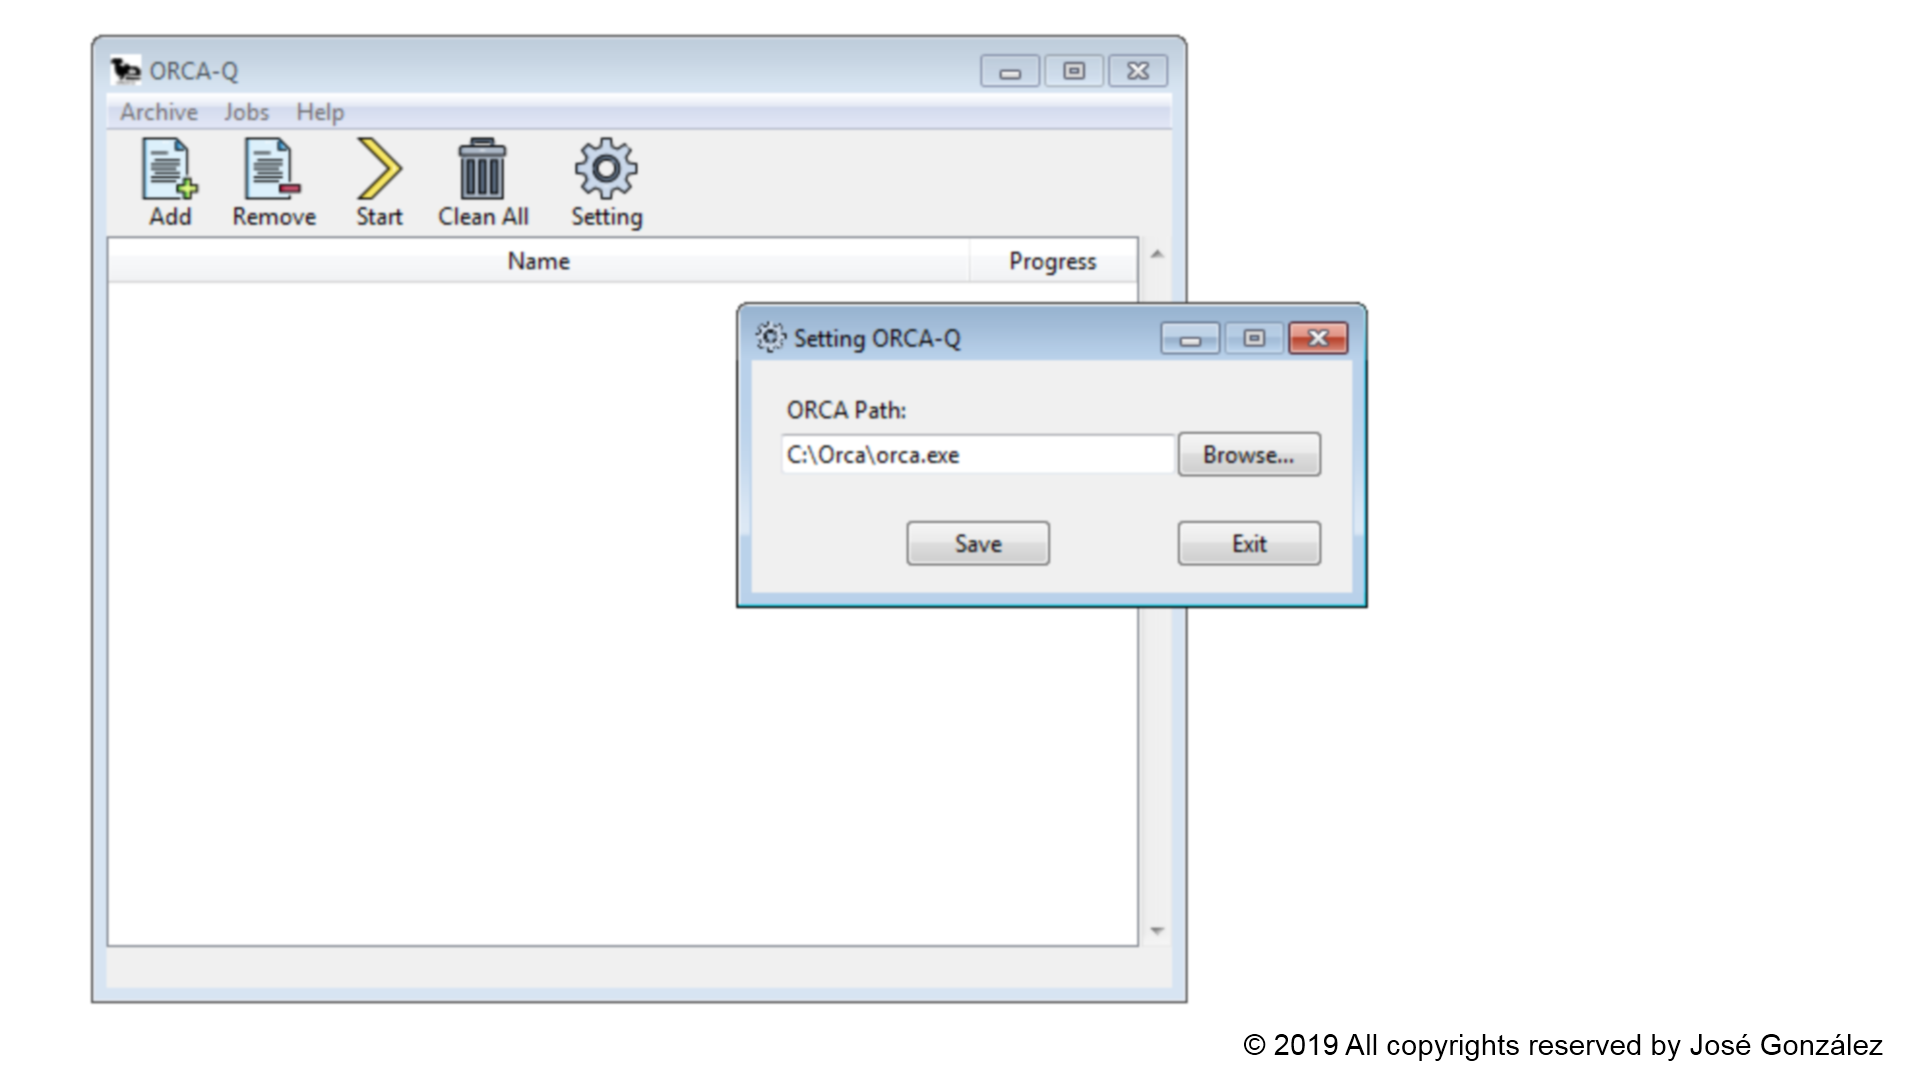 ORCA-Q
Archive Jobs Help
Add Remove Start Clean All Setting
Name Progress
Setting ORCA-Q
ORCA Path:
C:\Orca\orca.exe Browse...
Save Exit
© 2019 All copyrights reserved by José González